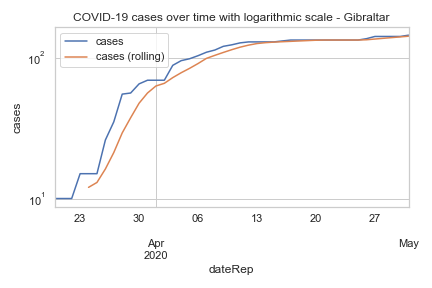 COVID-19 cases over time with logarithmic scale - Gibraltar
cases
cases (rolling)
10²
10¹
cases
23 30 06 13 20 27
Apr May
2020
dateRep